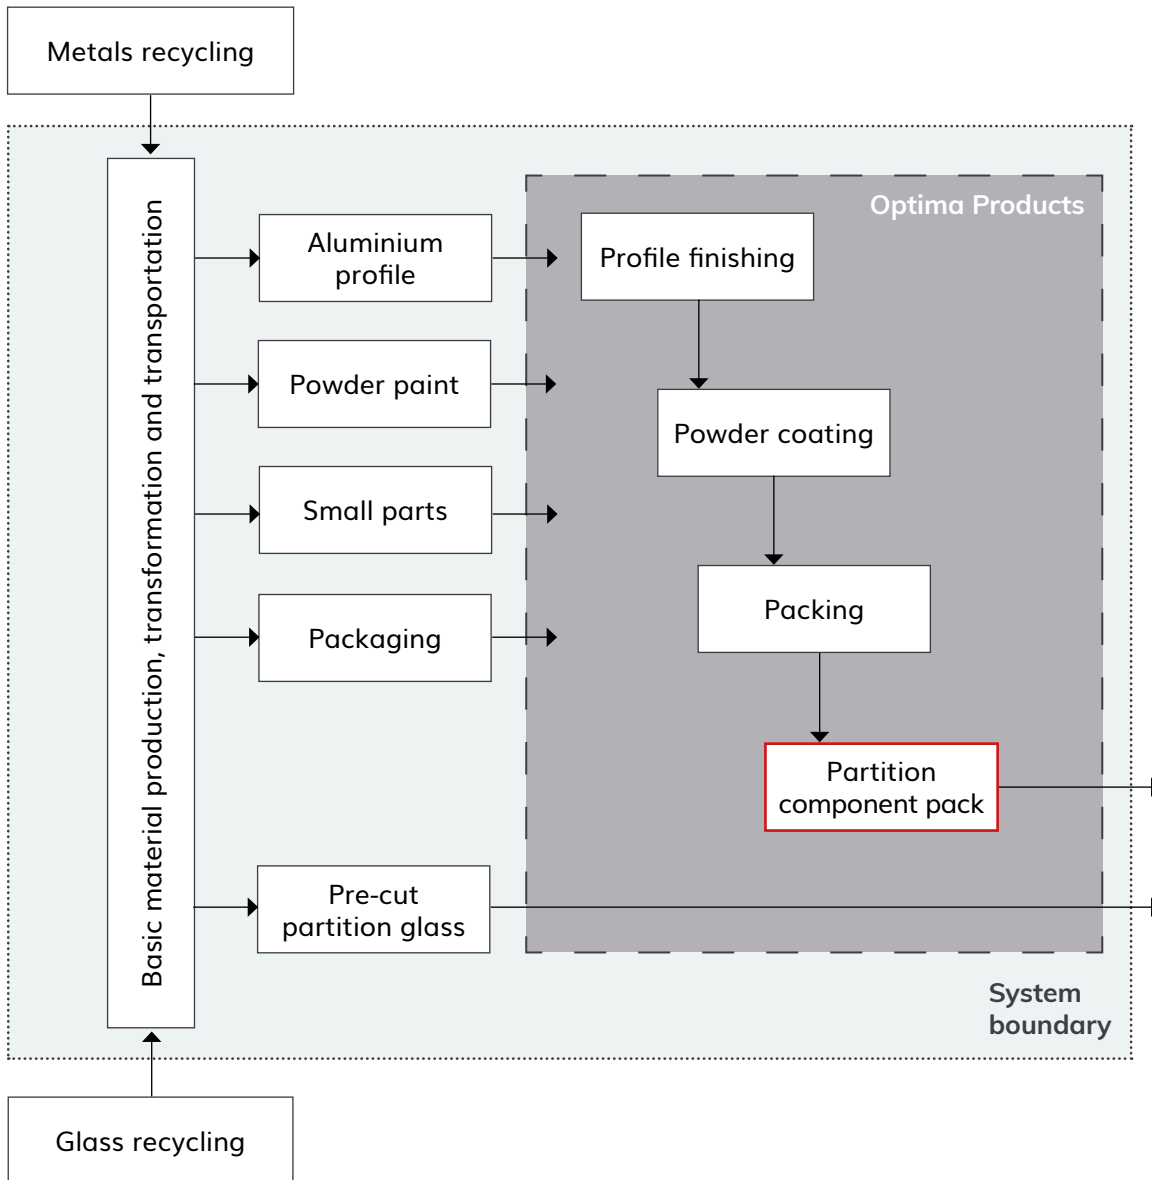 Metals recycling
Basic material production, transformation and transportation
Optima Products
Aluminium
profile
Profile finishing
Powder paint
Powder coating
Small parts
Packing
Packaging
Partition
component pack
Pre-cut
partition glass
System
boundary
Glass recycling